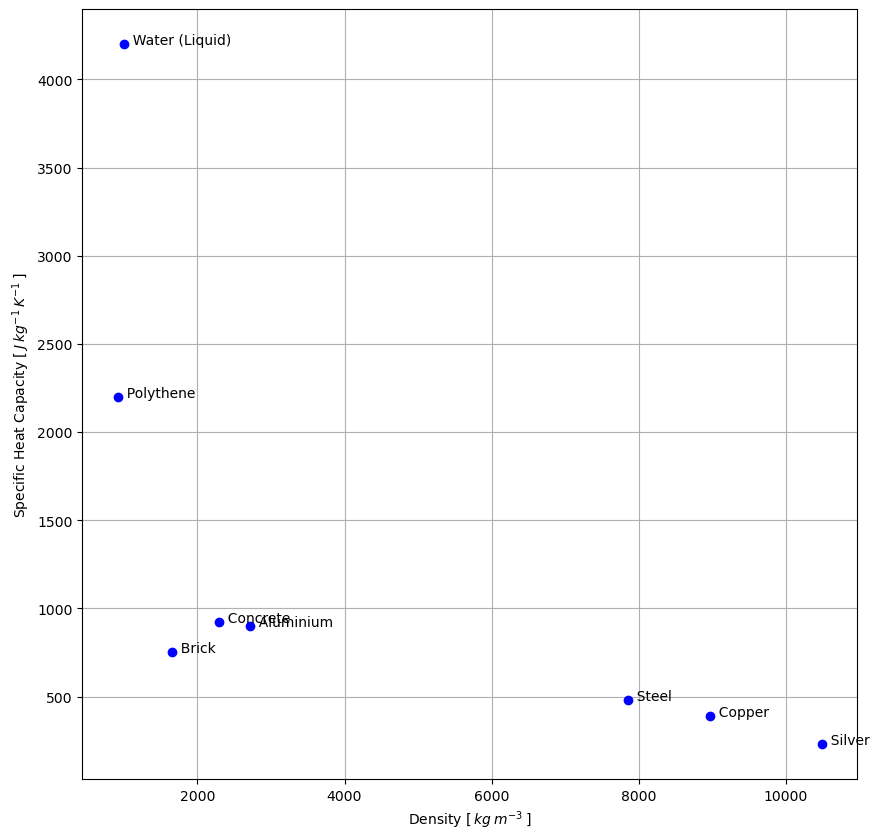 Water (Liquid)
4000
3500
3000
2500
Polythene
2000
1500
1000
Concrete
Aluminium
Brick
500
Steel
Copper
Silver
2000 4000 6000 8000 10000
Density [ kg m⁻³ ]
Specific Heat Capacity [ J kg⁻¹ K⁻¹ ]